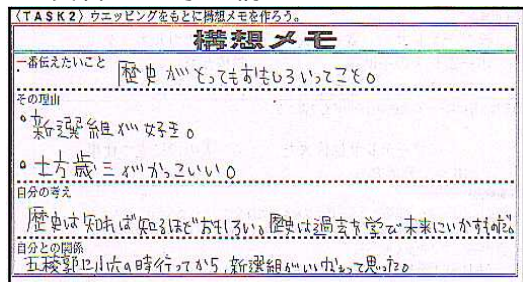 〈TASK2〉ウエッビングをもとに構想メモを作ろう。
構想メモ
一番伝えたいこと 歴史がとってもおもしろいってこと。
その理由
・新選組が好き。
・土方歳三がかっこいい。
自分の考え
歴史は知れば知るほどおもしろい。歴史は過去を学び未来にいかすものだ。
自分との関係
五稜郭に小六の時行ってから、新選組がいいなぁって思った。